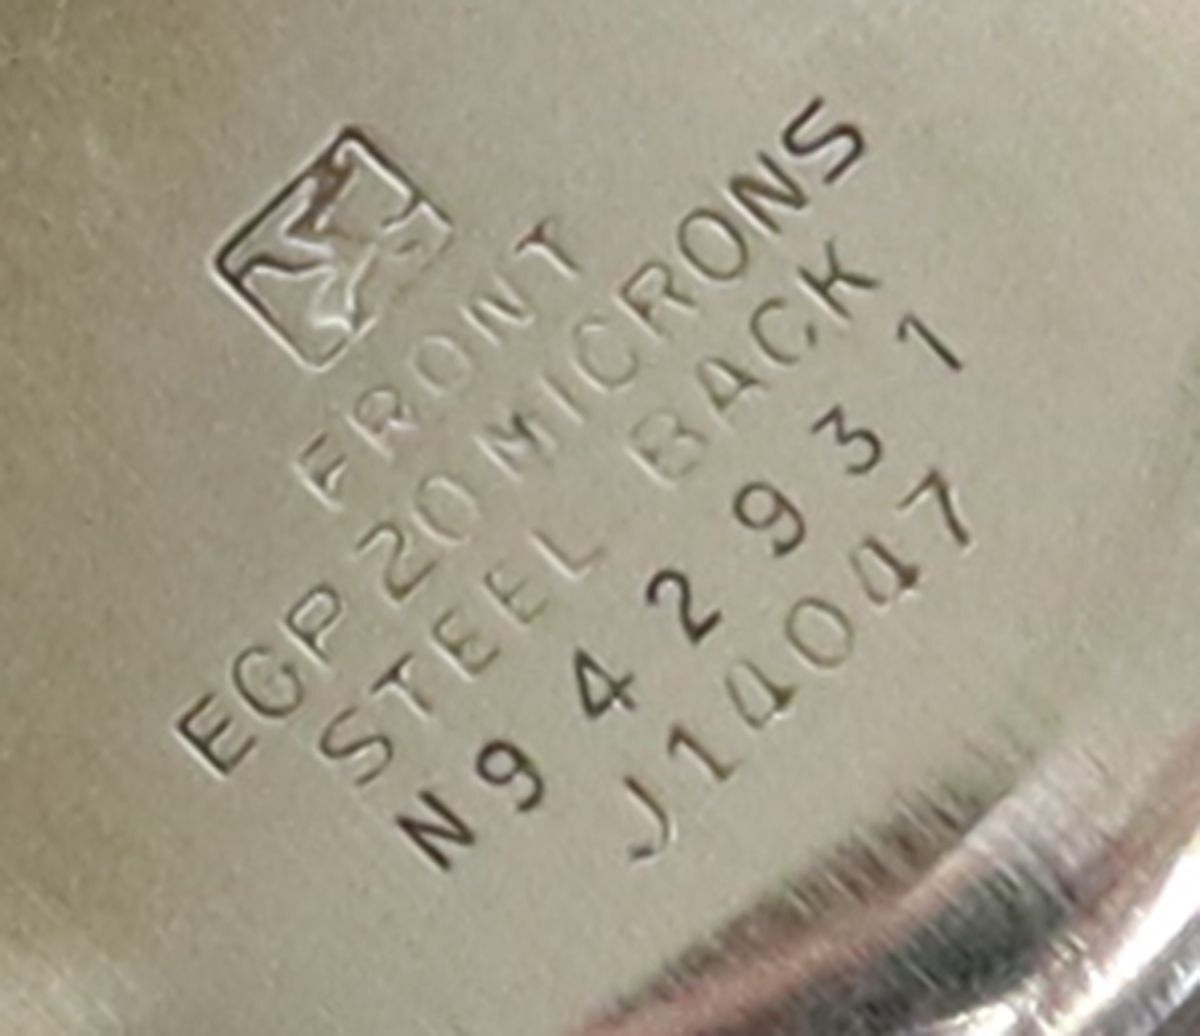 FRONT
EGP 20 MICRONS
STEEL BACK
N942931
J14047